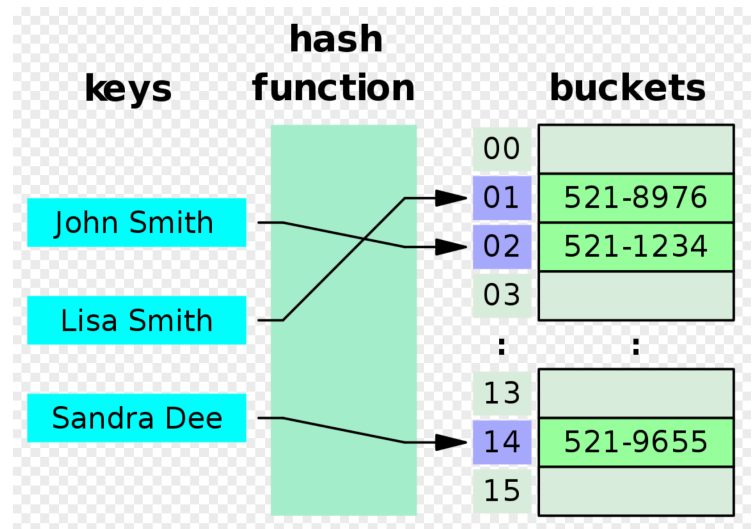 keys
hash
function
buckets
John Smith
Lisa Smith
Sandra Dee
00
01 521-8976
02 521-1234
03
: :
13
14 521-9655
15